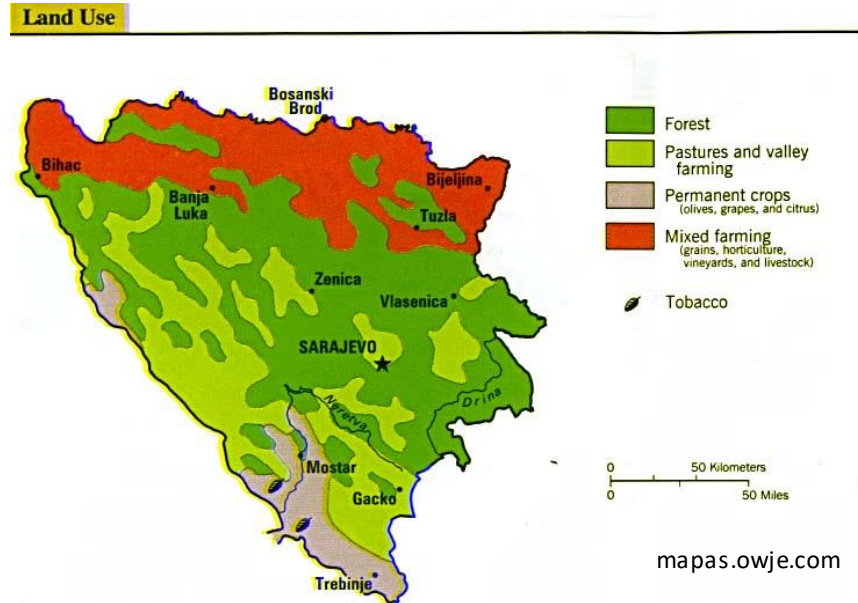 Land Use
Bosanski
Brod
Bihac
Banja
Luka
Bijeljina
Tuzla
Zenica
Vlasenica
SARAJEVO
Neretva
Drina
Mostar
Gacko
Trebinje
Forest
Pastures and valley
farming
Permanent crops
(olives, grapes, and citrus)
Mixed farming
(grains, horticulture,
vineyards, and livestock)
Tobacco
0 50 Kilometers
0 50 Miles
mapas.owje.com